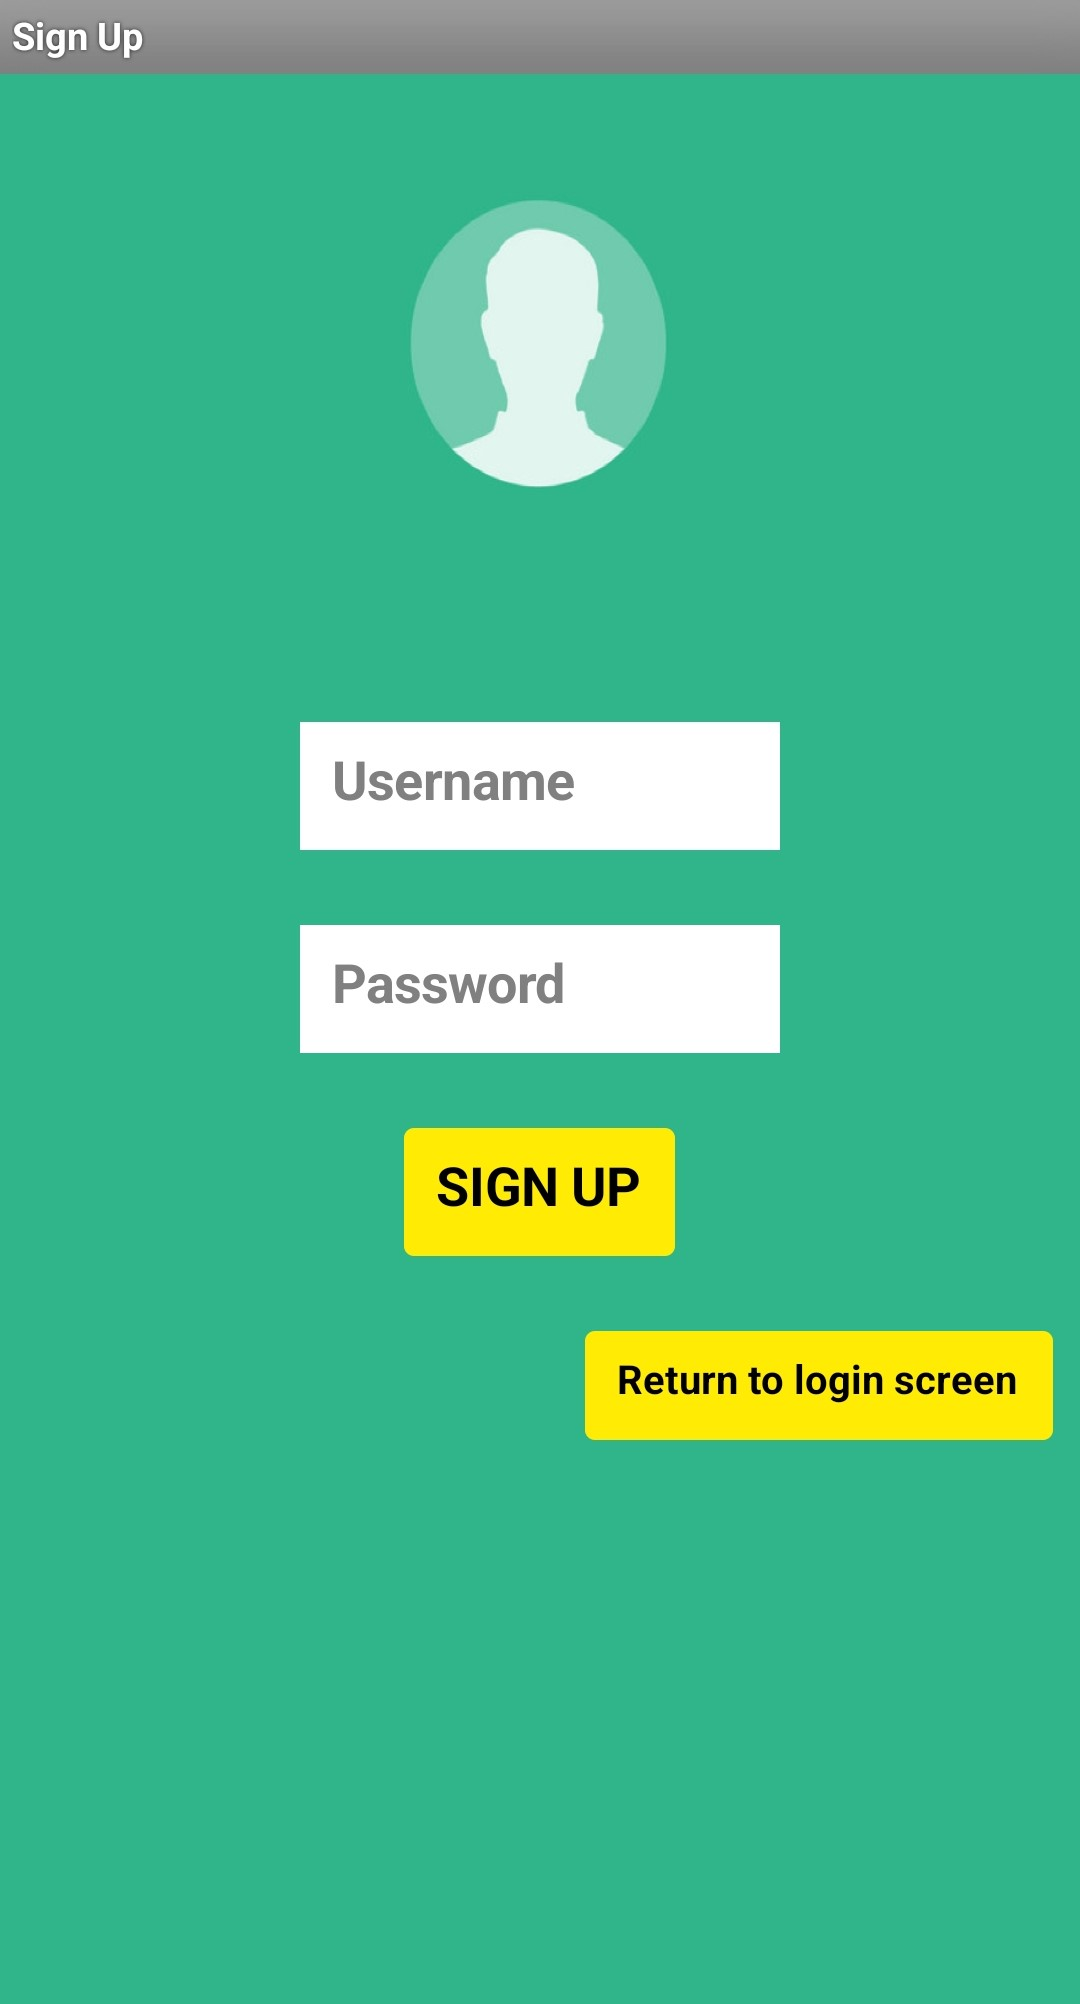 Sign Up
Username
Password
SIGN UP
Return to login screen